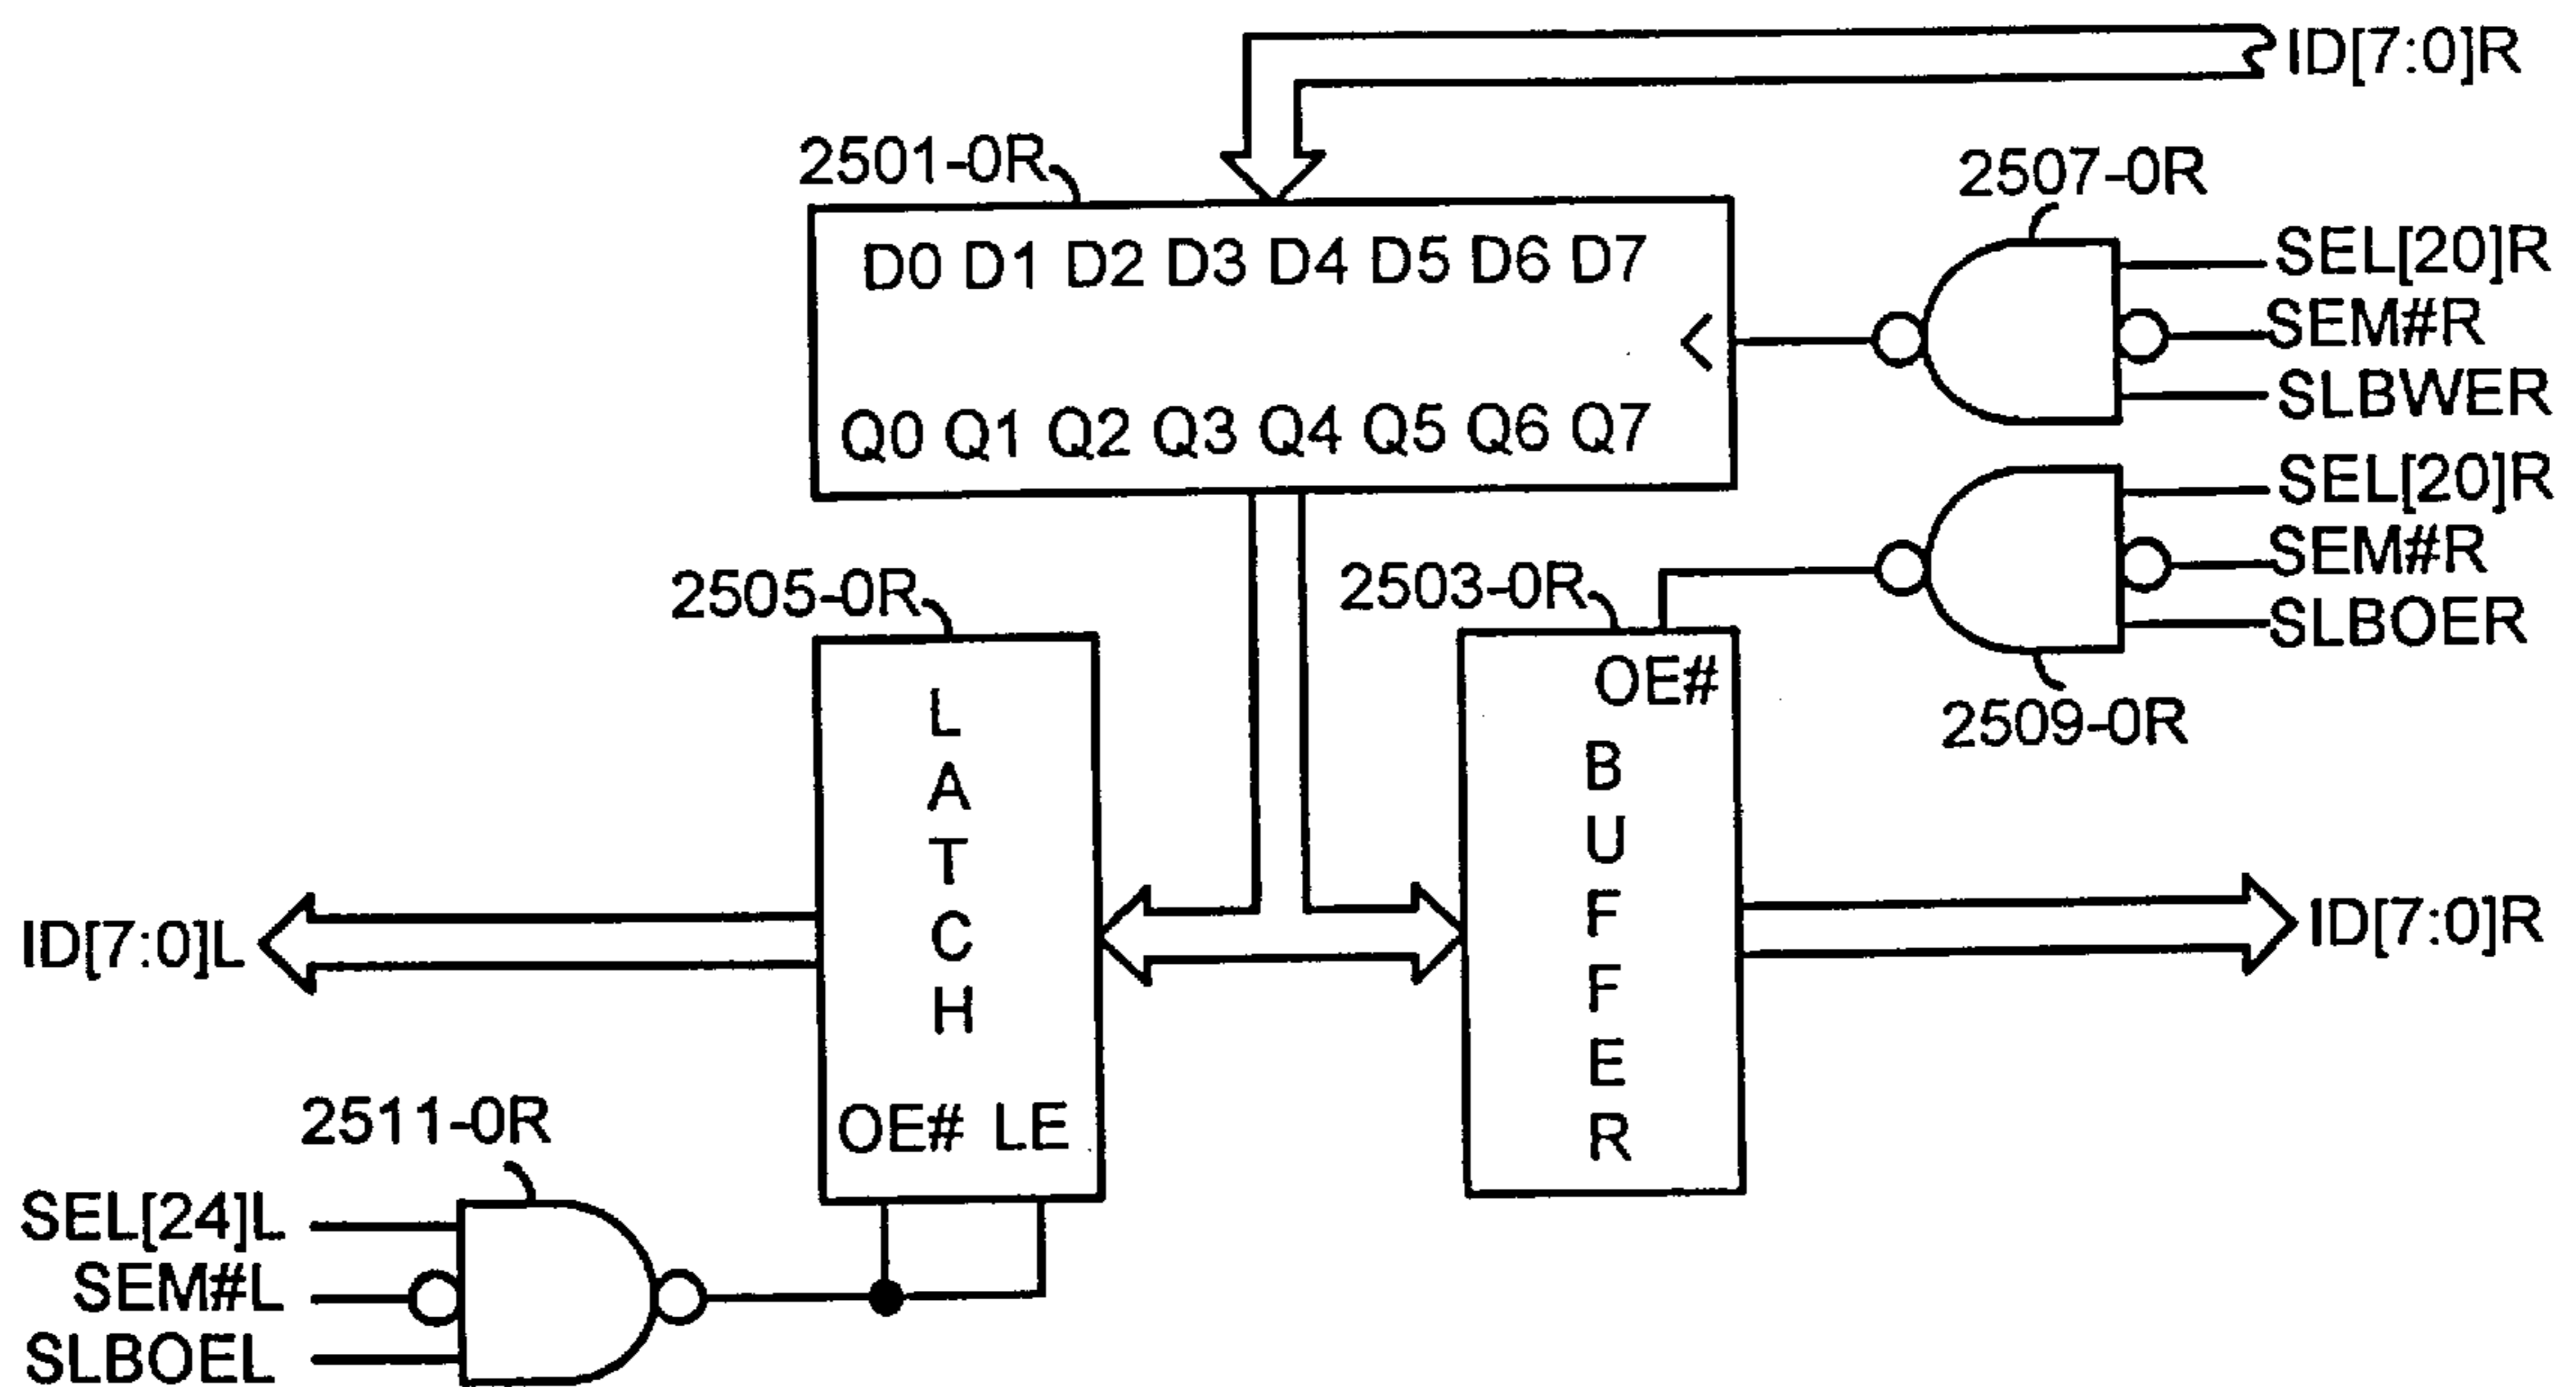 ID[7:0]R
2501-0R
2507-0R
D0 D1 D2 D3 D4 D5 D6 D7
SEL[20]R
SEM#R
SLBWER
Q0 Q1 Q2 Q3 Q4 Q5 Q6 Q7
SEL[20]R
SEM#R
SLBOER
2505-0R
2503-0R
2509-0R
LATCH
OE# LE
OE#
BUFFER
ID[7:0]L
ID[7:0]R
2511-0R
SEL[24]L
SEM#L
SLBOEL